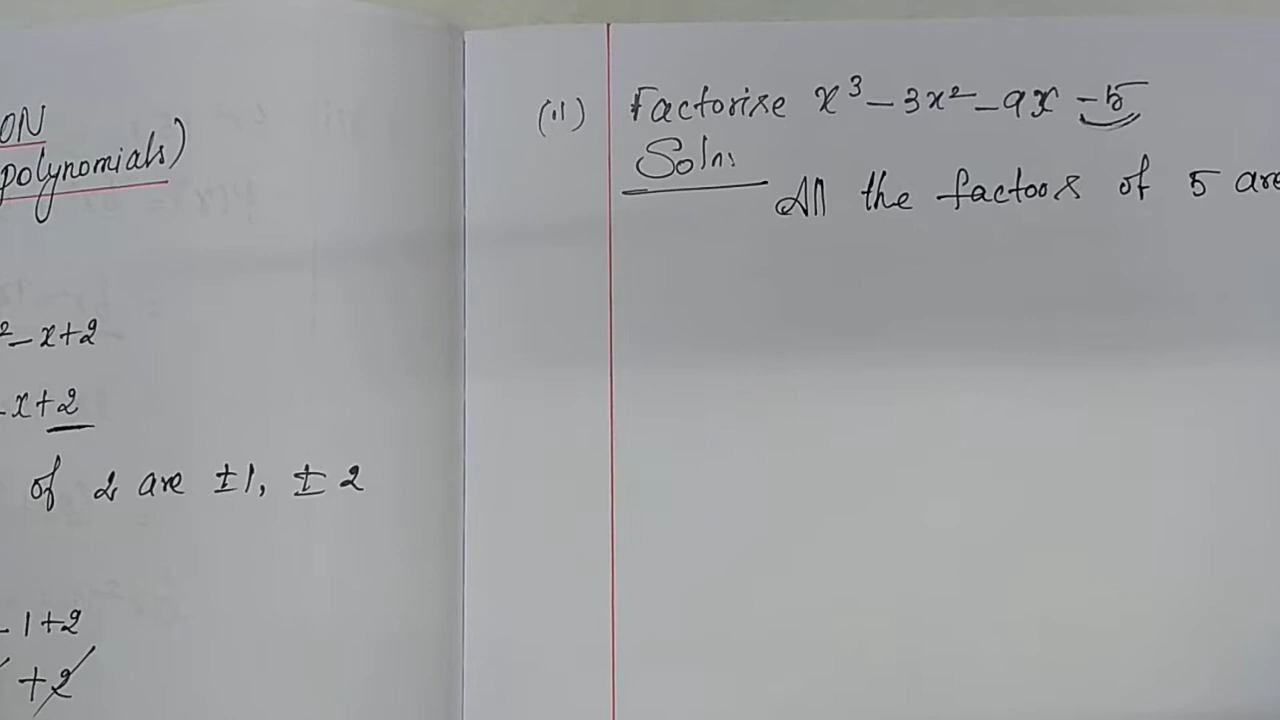 ON
polynomials)
² - x + 2
- x + 2
of 2 are ±1, ± 2
- 1 + 2
+ 2
(ii) Factorise x³ - 3x² - 9x - 5
Soln:
All the factors of 5 are